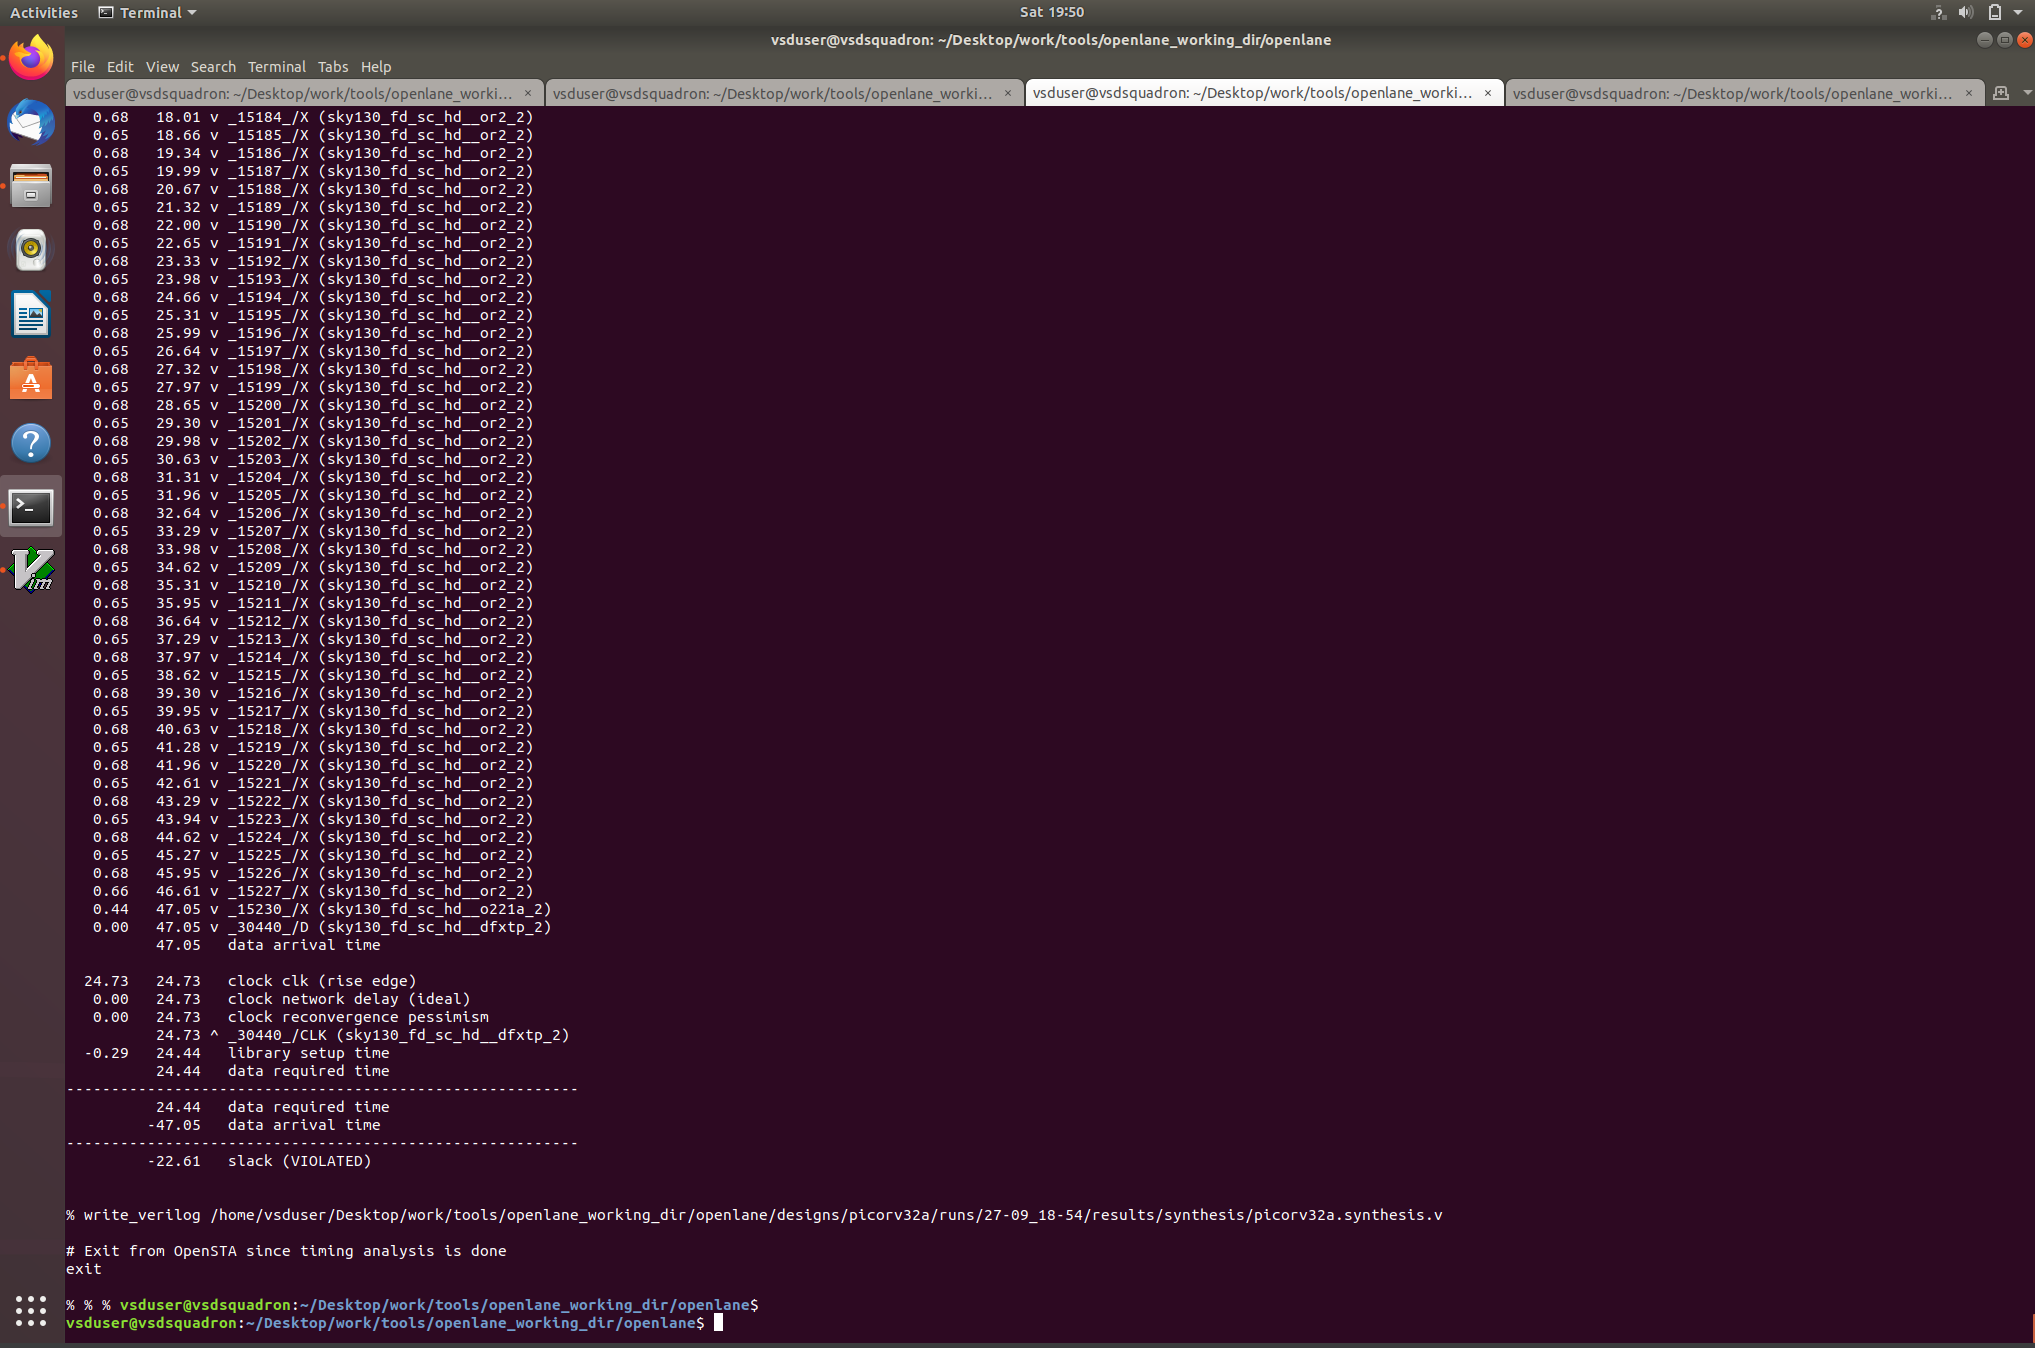 Activities
Terminal
Sat 19:50
vsduser@vsdsquadron: ~/Desktop/work/tools/openlane_working_dir/openlane
File Edit View Search Terminal Tabs Help
vsduser@vsdsquadron: ~/Desktop/work/tools/openlane_worki... ×
vsduser@vsdsquadron: ~/Desktop/work/tools/openlane_worki... ×
vsduser@vsdsquadron: ~/Desktop/work/tools/openlane_worki... ×
vsduser@vsdsquadron: ~/Desktop/work/tools/openlane_worki... ×
0.68 18.01 v _15184_/X (sky130_fd_sc_hd__or2_2)
0.65 18.66 v _15185_/X (sky130_fd_sc_hd__or2_2)
0.68 19.34 v _15186_/X (sky130_fd_sc_hd__or2_2)
0.65 19.99 v _15187_/X (sky130_fd_sc_hd__or2_2)
0.68 20.67 v _15188_/X (sky130_fd_sc_hd__or2_2)
0.65 21.32 v _15189_/X (sky130_fd_sc_hd__or2_2)
0.68 22.00 v _15190_/X (sky130_fd_sc_hd__or2_2)
0.65 22.65 v _15191_/X (sky130_fd_sc_hd__or2_2)
0.68 23.33 v _15192_/X (sky130_fd_sc_hd__or2_2)
0.65 23.98 v _15193_/X (sky130_fd_sc_hd__or2_2)
0.68 24.66 v _15194_/X (sky130_fd_sc_hd__or2_2)
0.65 25.31 v _15195_/X (sky130_fd_sc_hd__or2_2)
0.68 25.99 v _15196_/X (sky130_fd_sc_hd__or2_2)
0.65 26.64 v _15197_/X (sky130_fd_sc_hd__or2_2)
0.68 27.32 v _15198_/X (sky130_fd_sc_hd__or2_2)
0.65 27.97 v _15199_/X (sky130_fd_sc_hd__or2_2)
0.68 28.65 v _15200_/X (sky130_fd_sc_hd__or2_2)
0.65 29.30 v _15201_/X (sky130_fd_sc_hd__or2_2)
0.68 29.98 v _15202_/X (sky130_fd_sc_hd__or2_2)
0.65 30.63 v _15203_/X (sky130_fd_sc_hd__or2_2)
0.68 31.31 v _15204_/X (sky130_fd_sc_hd__or2_2)
0.65 31.96 v _15205_/X (sky130_fd_sc_hd__or2_2)
0.68 32.64 v _15206_/X (sky130_fd_sc_hd__or2_2)
0.65 33.29 v _15207_/X (sky130_fd_sc_hd__or2_2)
0.68 33.98 v _15208_/X (sky130_fd_sc_hd__or2_2)
0.65 34.62 v _15209_/X (sky130_fd_sc_hd__or2_2)
0.68 35.31 v _15210_/X (sky130_fd_sc_hd__or2_2)
0.65 35.95 v _15211_/X (sky130_fd_sc_hd__or2_2)
0.68 36.64 v _15212_/X (sky130_fd_sc_hd__or2_2)
0.65 37.29 v _15213_/X (sky130_fd_sc_hd__or2_2)
0.68 37.97 v _15214_/X (sky130_fd_sc_hd__or2_2)
0.65 38.62 v _15215_/X (sky130_fd_sc_hd__or2_2)
0.68 39.30 v _15216_/X (sky130_fd_sc_hd__or2_2)
0.65 39.95 v _15217_/X (sky130_fd_sc_hd__or2_2)
0.68 40.63 v _15218_/X (sky130_fd_sc_hd__or2_2)
0.65 41.28 v _15219_/X (sky130_fd_sc_hd__or2_2)
0.68 41.96 v _15220_/X (sky130_fd_sc_hd__or2_2)
0.65 42.61 v _15221_/X (sky130_fd_sc_hd__or2_2)
0.68 43.29 v _15222_/X (sky130_fd_sc_hd__or2_2)
0.65 43.94 v _15223_/X (sky130_fd_sc_hd__or2_2)
0.68 44.62 v _15224_/X (sky130_fd_sc_hd__or2_2)
0.65 45.27 v _15225_/X (sky130_fd_sc_hd__or2_2)
0.68 45.95 v _15226_/X (sky130_fd_sc_hd__or2_2)
0.66 46.61 v _15227_/X (sky130_fd_sc_hd__or2_2)
0.44 47.05 v _15230_/X (sky130_fd_sc_hd__o221a_2)
0.00 47.05 v _30440_/D (sky130_fd_sc_hd__dfxtp_2)
47.05 data arrival time
24.73 24.73 clock clk (rise edge)
0.00 24.73 clock network delay (ideal)
0.00 24.73 clock reconvergence pessimism
24.73 ^ _30440_/CLK (sky130_fd_sc_hd__dfxtp_2)
-0.29 24.44 library setup time
24.44 data required time
---------------------------------------------------------
24.44 data required time
-47.05 data arrival time
---------------------------------------------------------
-22.61 slack (VIOLATED)
% write_verilog /home/vsduser/Desktop/work/tools/openlane_working_dir/openlane/designs/picorv32a/runs/27-09_18-54/results/synthesis/picorv32a.synthesis.v
# Exit from OpenSTA since timing analysis is done
exit
% % % vsduser@vsdsquadron:~/Desktop/work/tools/openlane_working_dir/openlane$
vsduser@vsdsquadron:~/Desktop/work/tools/openlane_working_dir/openlane$